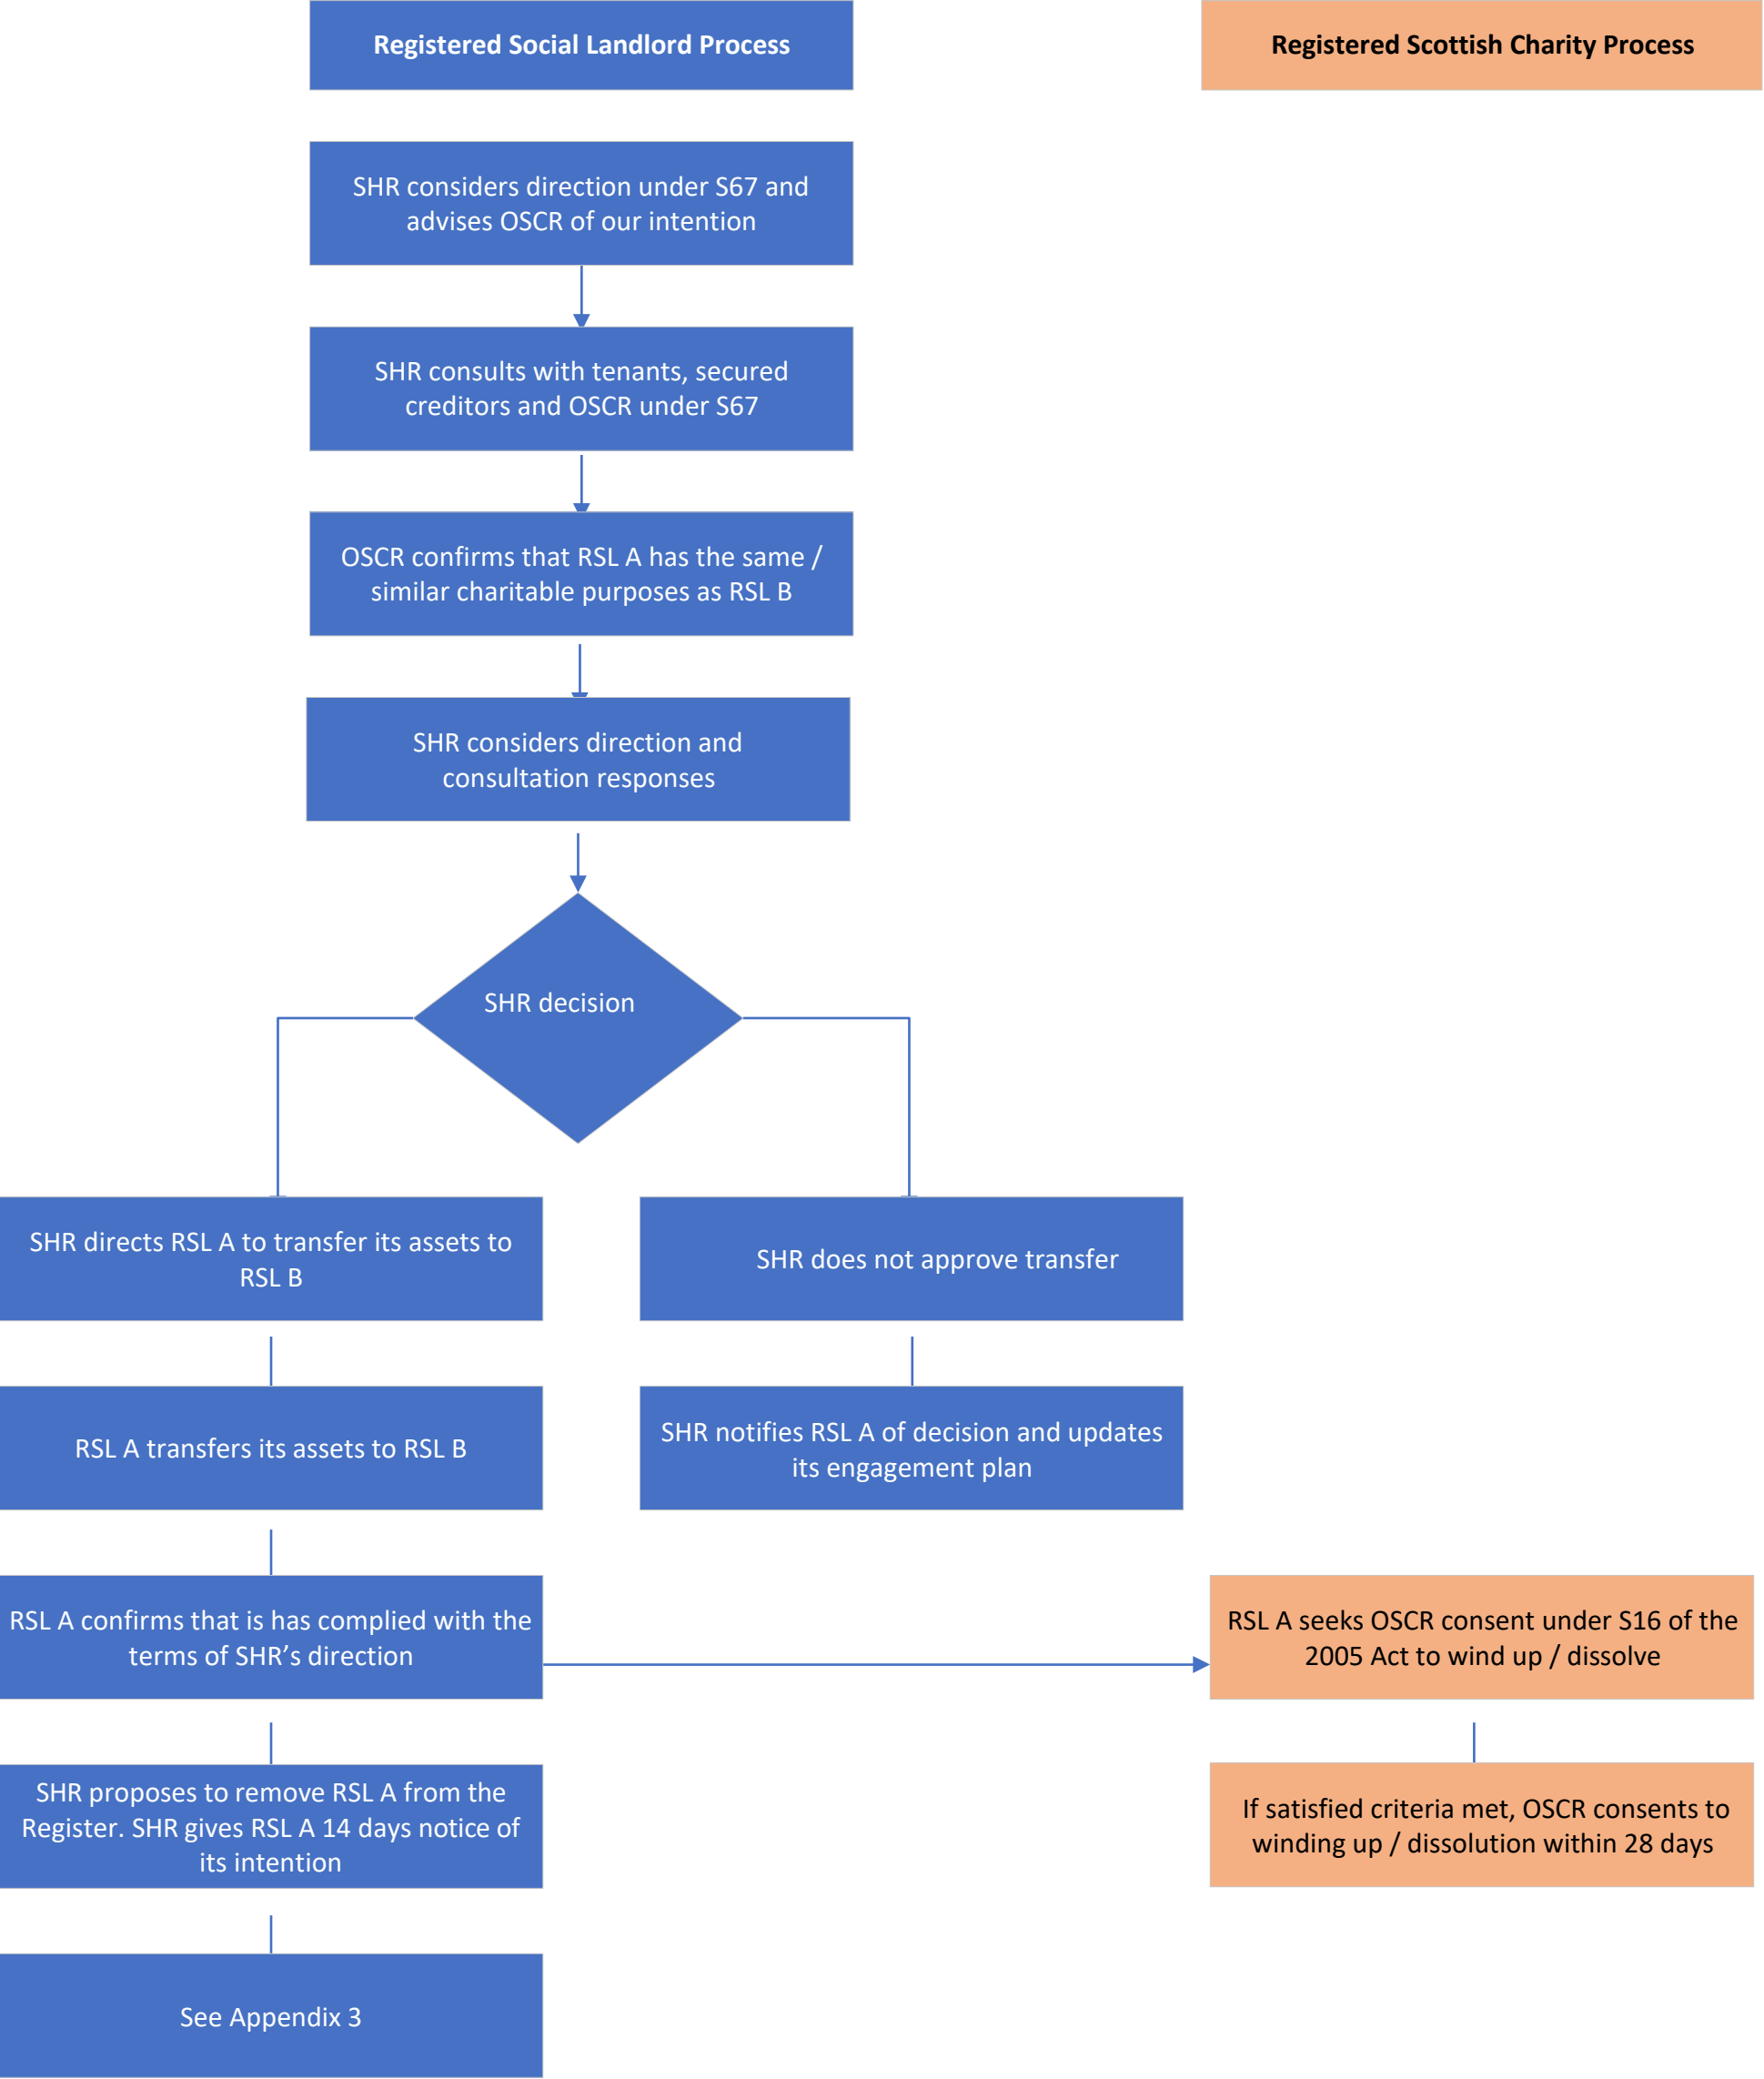 Registered Social Landlord Process
Registered Scottish Charity Process
SHR considers direction under S67 and
advises OSCR of our intention
SHR consults with tenants, secured
creditors and OSCR under S67
OSCR confirms that RSL A has the same /
similar charitable purposes as RSL B
SHR considers direction and
consultation responses
SHR decision
SHR directs RSL A to transfer its assets to
RSL B
SHR does not approve transfer
RSL A transfers its assets to RSL B
SHR notifies RSL A of decision and updates
its engagement plan
RSL A confirms that is has complied with the
terms of SHR’s direction
RSL A seeks OSCR consent under S16 of the
2005 Act to wind up / dissolve
SHR proposes to remove RSL A from the
Register. SHR gives RSL A 14 days notice of
its intention
If satisfied criteria met, OSCR consents to
winding up / dissolution within 28 days
See Appendix 3